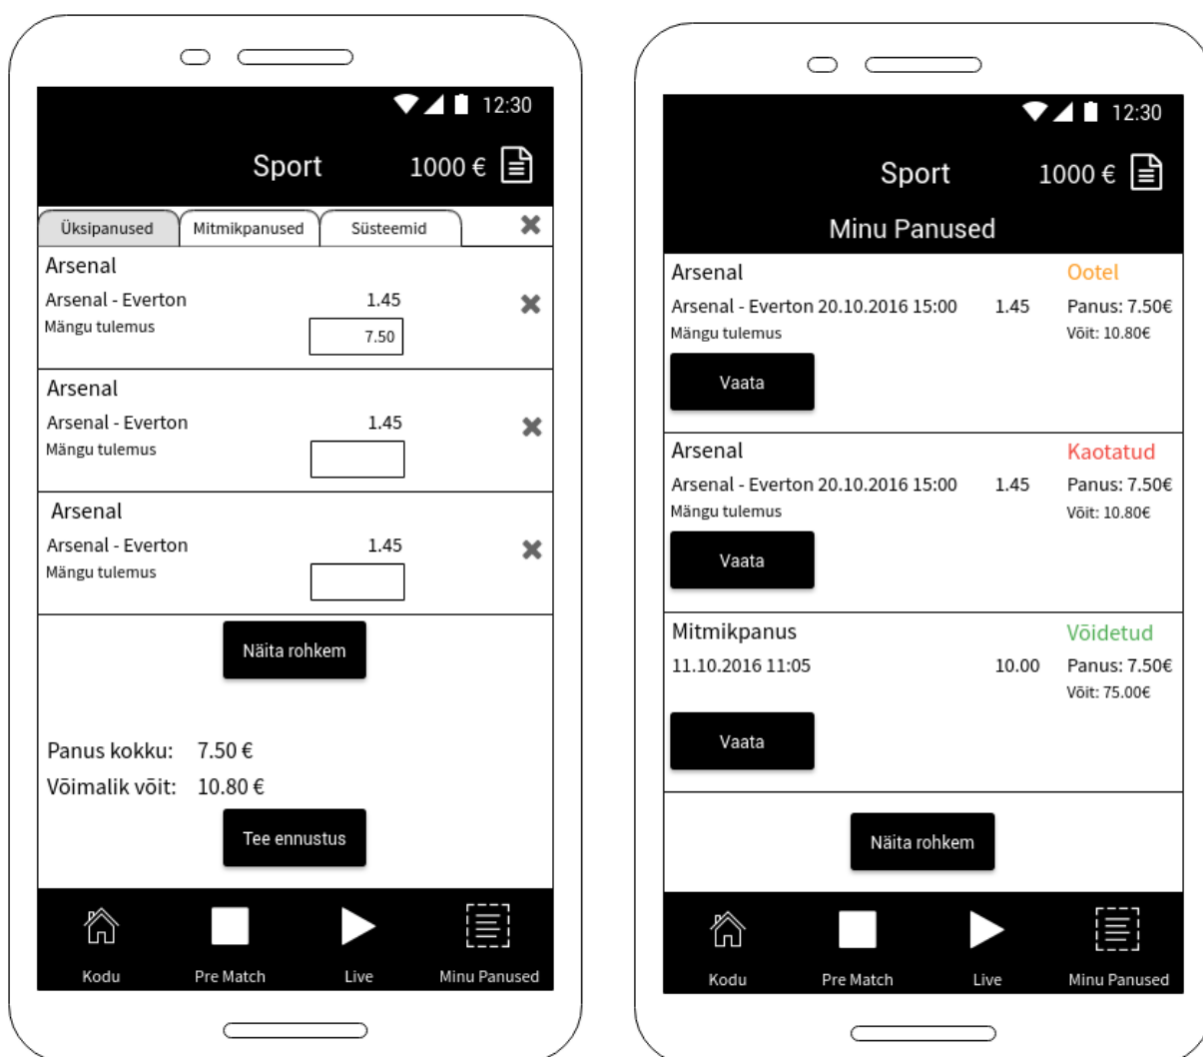 12:30
Sport 1000 €
Üksipanused Mitmikpanused Süsteemid
Arsenal
Arsenal - Everton 1.45
Mängu tulemus
7.50
Arsenal
Arsenal - Everton 1.45
Mängu tulemus
Arsenal
Arsenal - Everton 1.45
Mängu tulemus
Näita rohkem
Panus kokku: 7.50 €
Võimalik võit: 10.80 €
Tee ennustus
Kodu Pre Match Live Minu Panused
12:30
Sport 1000 €
Minu Panused
Arsenal Ootel
Arsenal - Everton 20.10.2016 15:00 1.45 Panus: 7.50€
Mängu tulemus Võit: 10.80€
Vaata
Arsenal Kaotatud
Arsenal - Everton 20.10.2016 15:00 1.45 Panus: 7.50€
Mängu tulemus Võit: 10.80€
Vaata
Mitmikpanus Võidetud
11.10.2016 11:05 10.00 Panus: 7.50€
Võit: 75.00€
Vaata
Näita rohkem
Kodu Pre Match Live Minu Panused